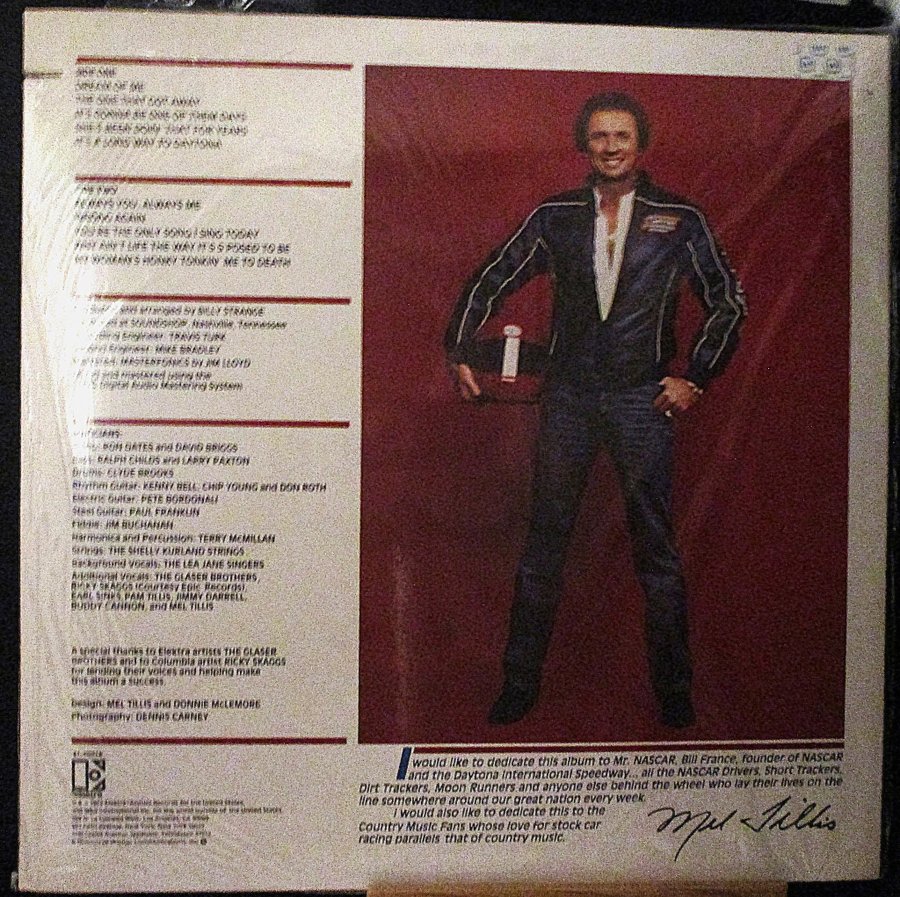 SIDE ONE
SPEAK OF ME
THE ONE THAT GOT AWAY
IT'S GONNA BE ONE OF THEM DAYS
SHE'S BEEN DOIN' THAT FOR YEARS
IT'S A LONG WAY TO DAYTONA
SIDE TWO
ALWAYS YOU, ALWAYS ME
WRONG AGAIN
YOU'RE THE ONLY SONG I SING TODAY
WHY AIN'T LIFE THE WAY IT'S S'POSED TO BE
MY WOMAN'S HONKY TONKIN' ME TO DEATH
and arranged by BILLY STRANGE
at SOUNDSHOP, Nashville, Tennessee
Engineer: TRAVIS TURK
Engineer: MIKE BRADLEY
MASTERFONICS by JIM LLOYD
and mastered using the
Digital Audio Mastering System
MUSICIANS:
RON OATES and DAVID BRIGGS
RALPH CHILDS and LARRY PAXTON
Drums: CLYDE BROOKS
Rhythm Guitar: KENNY BELL, CHIP YOUNG and DON ROTH
Electric Guitar: PETE BORDONALI
Steel Guitar: PAUL FRANKLIN
Fiddle: JIM BUCHANAN
Harmonica and Percussion: TERRY McMILLAN
Strings: THE SHELLY KURLAND STRINGS
Background Vocals: THE LEA JANE SINGERS
Additional Vocals: THE GLASER BROTHERS,
RICKY SKAGGS (Courtesy Epic Records),
EARL SINKS, PAM TILLIS, JIMMY DARRELL,
BUDDY CANNON, and MEL TILLIS
A special thanks to Elektra artists THE GLASER
BROTHERS and to Columbia artist RICKY SKAGGS
for lending their voices and helping make
this album a success.
Design: MEL TILLIS and DONNIE McLEMORE
Photography: DENNIS CARNEY
I would like to dedicate this album to Mr. NASCAR, Bill France, founder of NASCAR
and the Daytona International Speedway... all the NASCAR Drivers, Short Trackers,
Dirt Trackers, Moon Runners and anyone else behind the wheel who lay their lives on the
line somewhere around our great nation every week.
I would also like to dedicate this to the
Country Music Fans whose love for stock car
racing parallels that of country music.
Mel Tillis